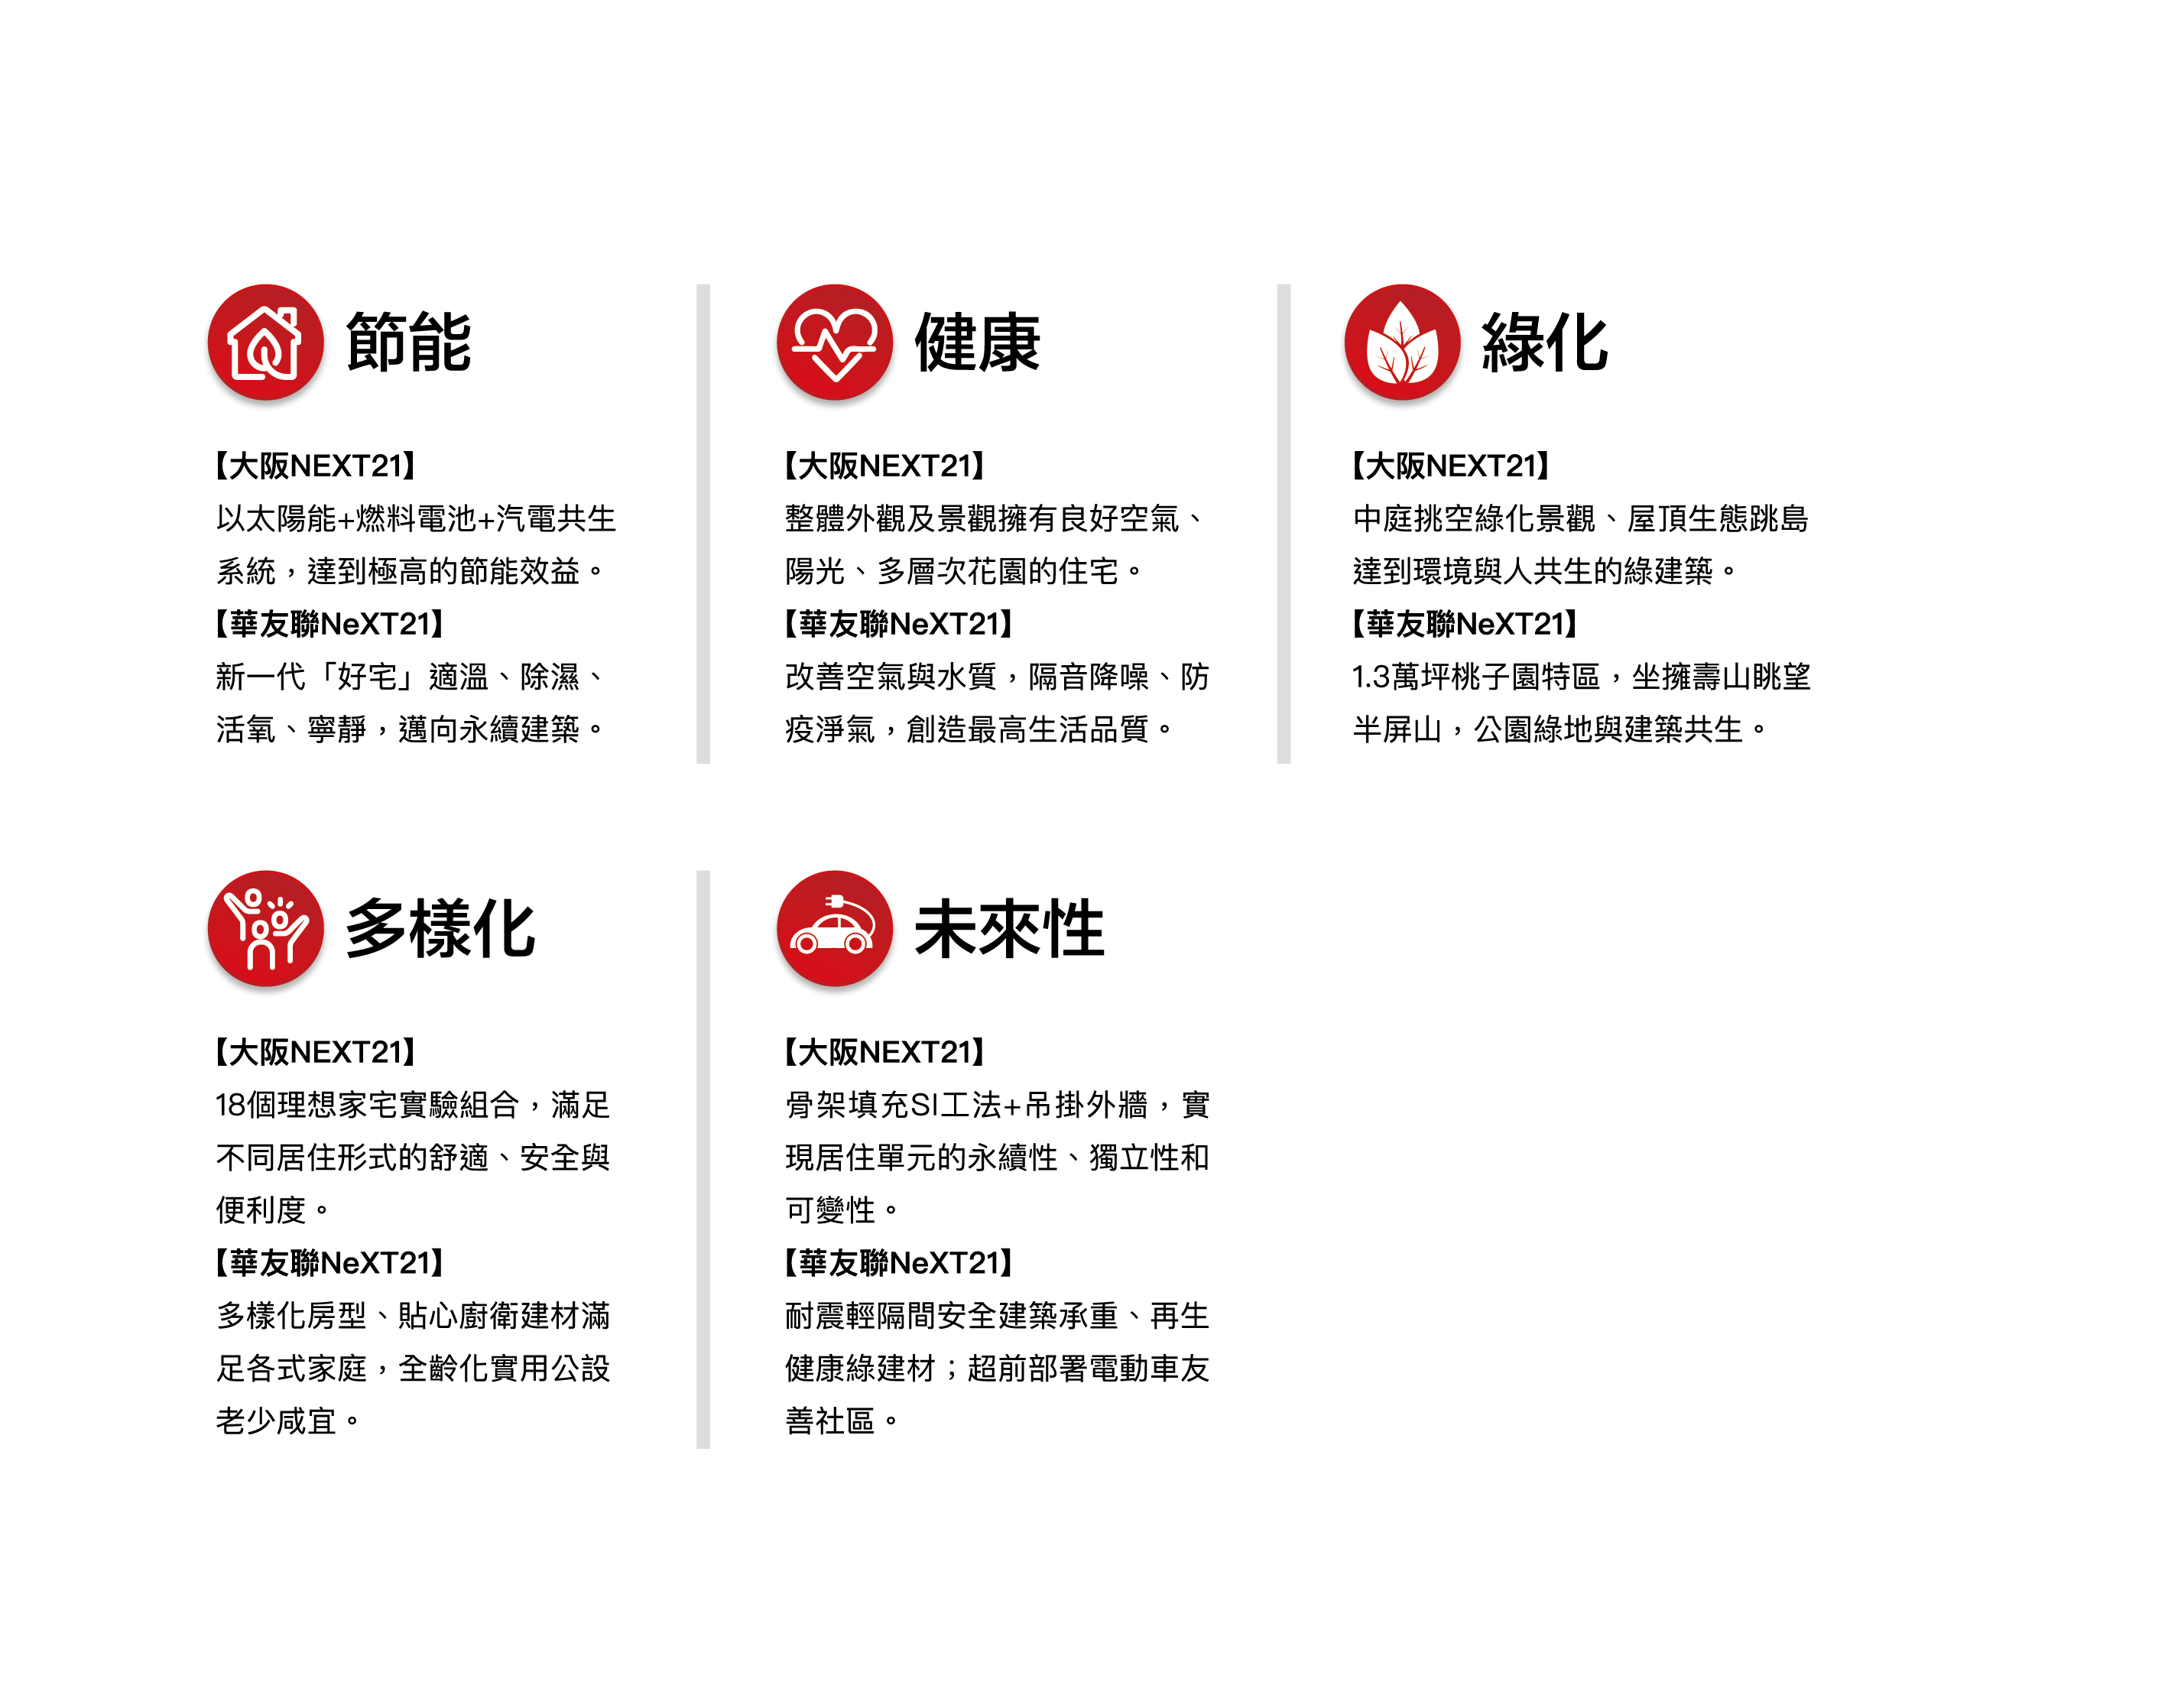 節能
【大阪NEXT21】
以太陽能+燃料電池+汽電共生
系統，達到極高的節能效益。
【華友聯NeXT21】
新一代「好宅」適溫、除濕、
活氧、寧靜，邁向永續建築。
健康
【大阪NEXT21】
整體外觀及景觀擁有良好空氣、
陽光、多層次花園的住宅。
【華友聯NeXT21】
改善空氣與水質，隔音降噪、防
疫淨氣，創造最高生活品質。
綠化
【大阪NEXT21】
中庭挑空綠化景觀、屋頂生態跳島
達到環境與人共生的綠建築。
【華友聯NeXT21】
1.3萬坪桃子園特區，坐擁壽山眺望
半屏山，公園綠地與建築共生。
多樣化
【大阪NEXT21】
18個理想家宅實驗組合，滿足
不同居住形式的舒適、安全與
便利度。
【華友聯NeXT21】
多樣化房型、貼心廚衛建材滿
足各式家庭，全齡化實用公設
老少咸宜。
未來性
【大阪NEXT21】
骨架填充SI工法+吊掛外牆，實
現居住單元的永續性、獨立性和
可變性。
【華友聯NeXT21】
耐震輕隔間安全建築承重、再生
健康綠建材；超前部署電動車友
善社區。